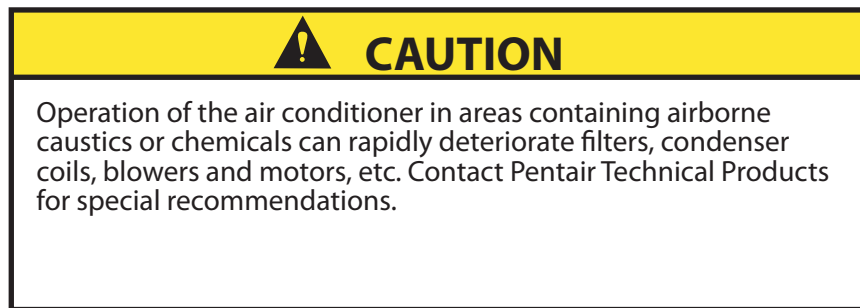 CAUTION
Operation of the air conditioner in areas containing airborne
caustics or chemicals can rapidly deteriorate filters, condenser
coils, blowers and motors, etc. Contact Pentair Technical Products
for special recommendations.